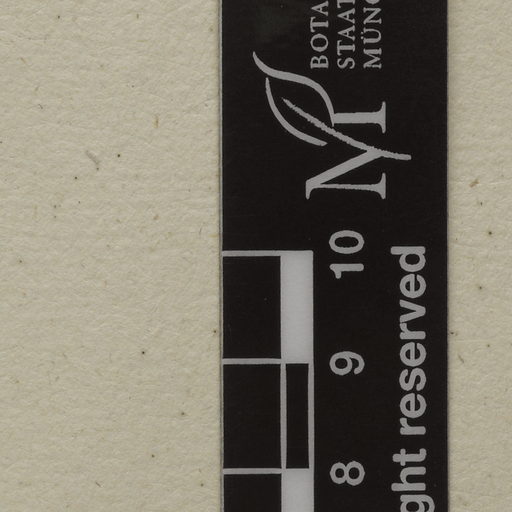 BOTA
STAAT
MÜNC
M
10
9
8
ght reserved